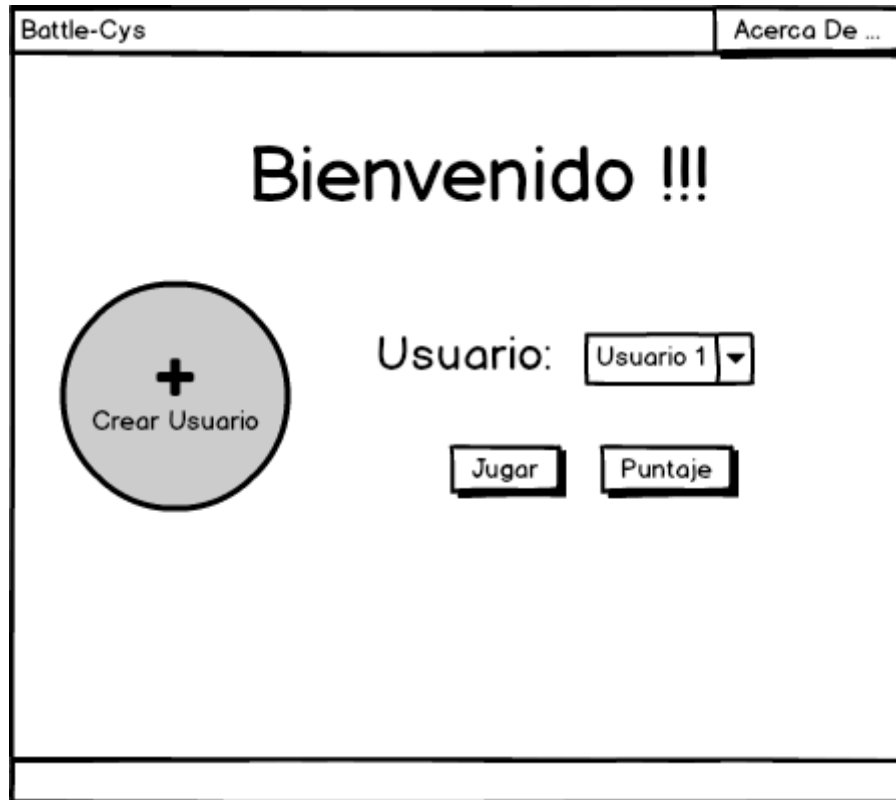 Battle-Cys
Acerca De ...
Bienvenido !!!
Crear Usuario
Usuario:
Usuario 1
Jugar
Puntaje